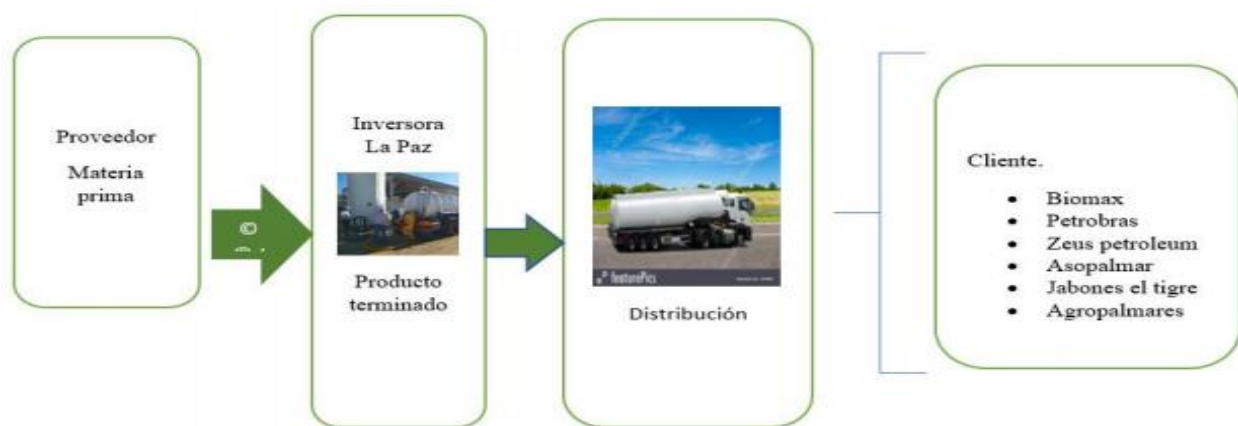 Proveedor
Materia
prima
©
Inversora
La Paz
Producto
terminado
featurePics
Distribución
Cliente.
• Biomax
• Petrobras
• Zeus petroleum
• Asopalmar
• Jabones el tigre
• Agropalmares